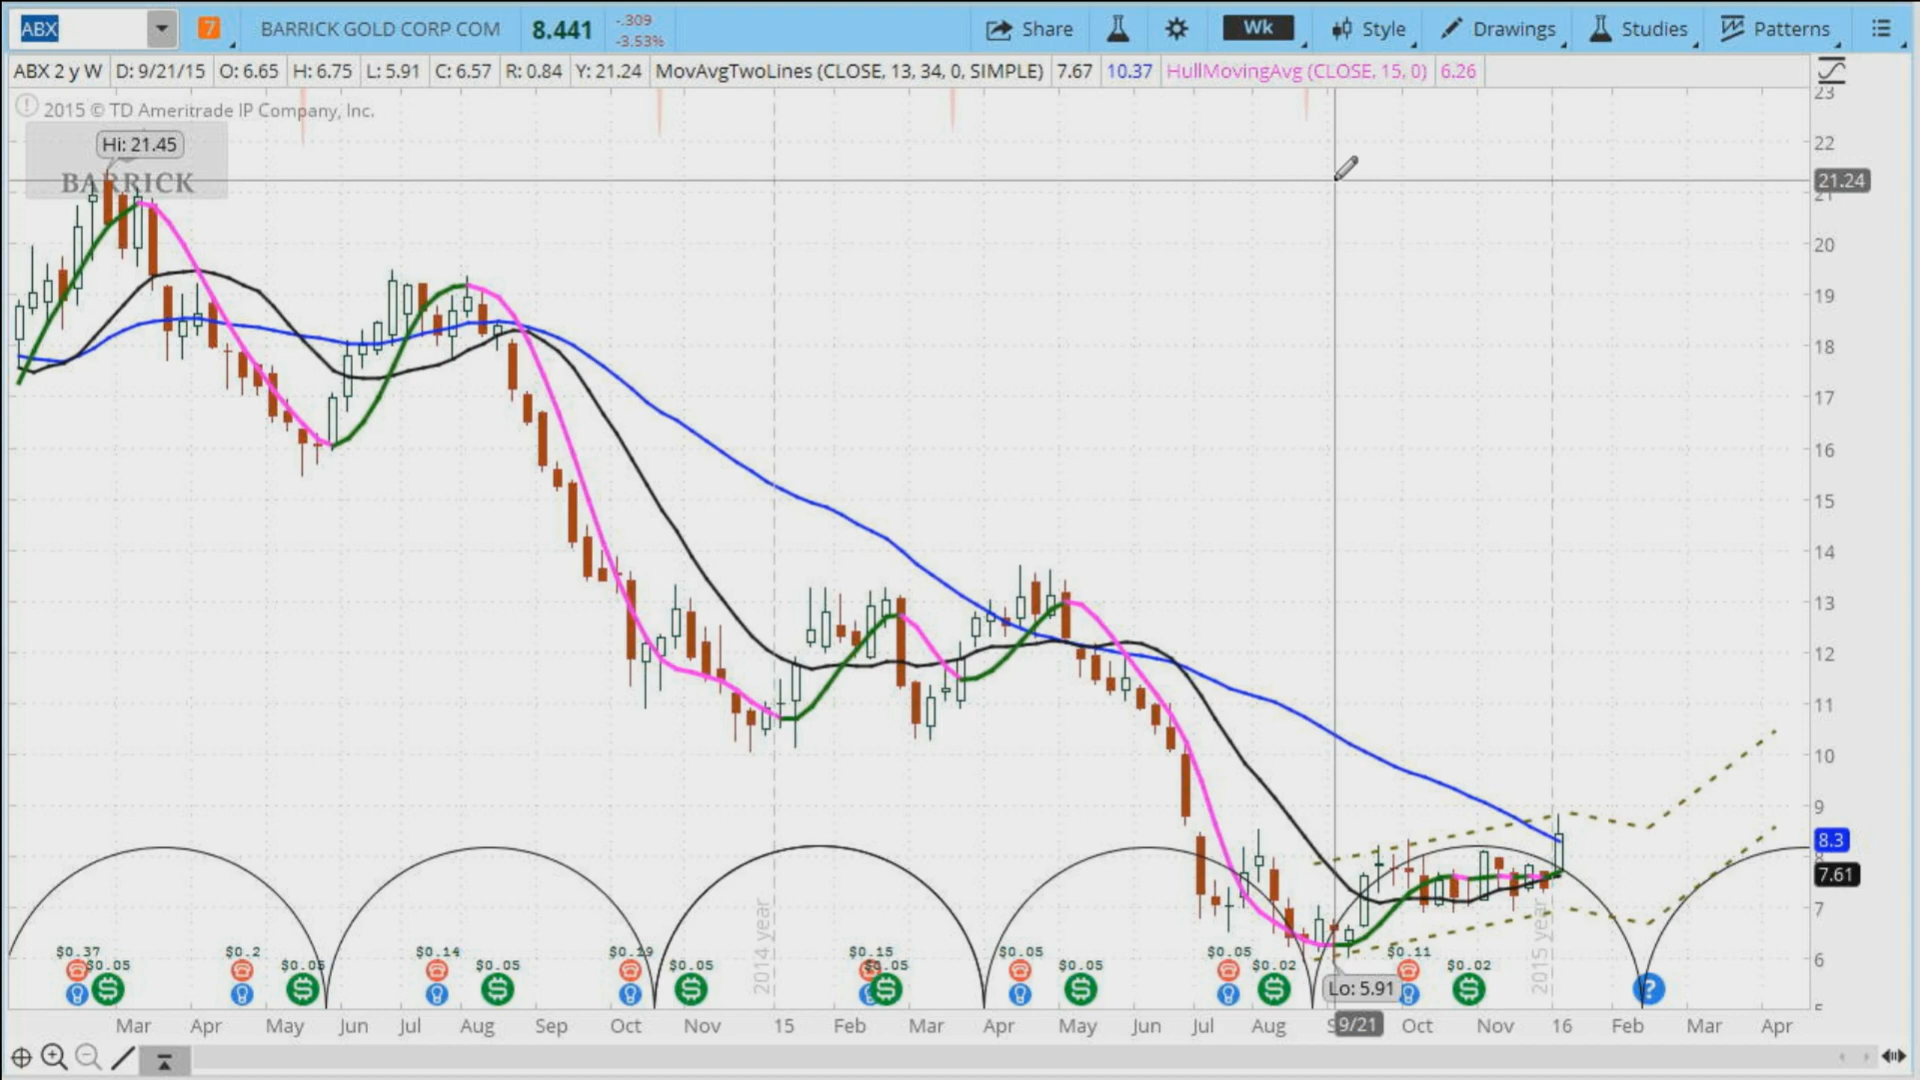 ABX 7 BARRICK GOLD CORP COM 8.441 -.309 -3.53% Share Wk Style Drawings Studies Patterns
ABX 2 y W D: 9/21/15 O: 6.65 H: 6.75 L: 5.91 C: 6.57 R: 0.84 Y: 21.24 MovAvgTwoLines (CLOSE, 13, 34, 0, SIMPLE) 7.67 10.37 HullMovingAvg (CLOSE, 15, 0) 6.26
2015 © TD Ameritrade IP Company, Inc.
Hi: 21.45
BARRICK
23
22
21.24
21
20
19
18
17
16
15
14
13
12
11
10
9
8.3
8
7.61
7
6
5
2014 year
2015 year
$0.37 $0.2 $0.14 $0.19 $0.15 $0.05 $0.05 $0.11
$0.05 $0.05 $0.05 $0.05 $0.05 $0.05 $0.02 $0.02
Lo: 5.91
?
Mar Apr May Jun Jul Aug Sep Oct Nov 15 Feb Mar Apr May Jun Jul Aug 9/21 Oct Nov 16 Feb Mar Apr